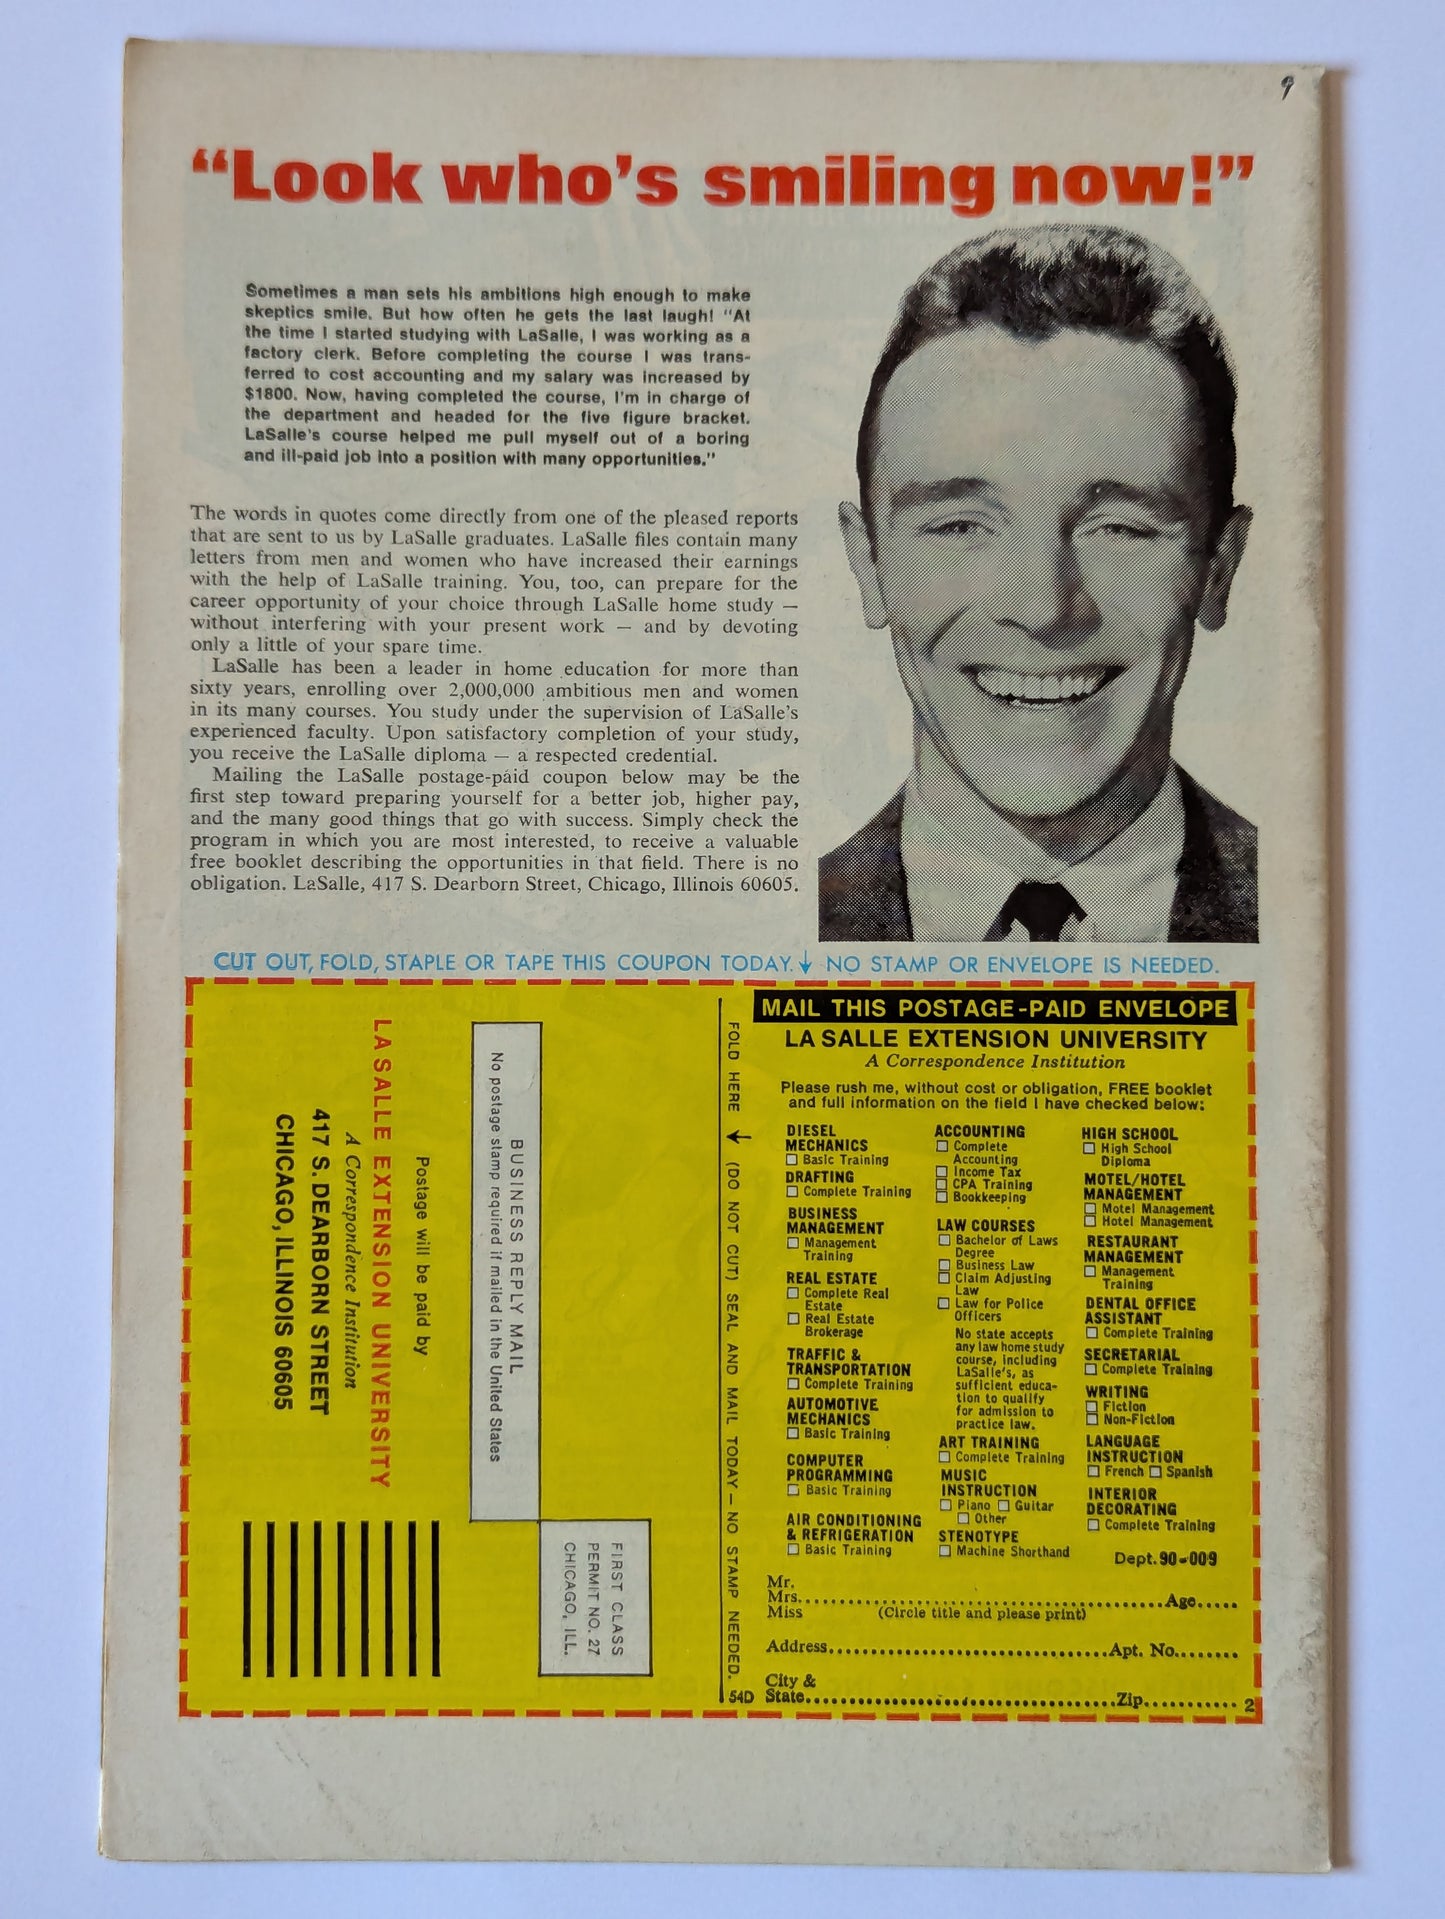 9
“Look who’s smiling now!”
Sometimes a man sets his ambitions high enough to make
skeptics smile. But how often he gets the last laugh! "At
the time I started studying with LaSalle, I was working as a
factory clerk. Before completing the course I was trans-
ferred to cost accounting and my salary was increased by
$1800. Now, having completed the course, I'm in charge of
the department and headed for the five figure bracket.
LaSalle's course helped me pull myself out of a boring
and ill-paid job into a position with many opportunities."
The words in quotes come directly from one of the pleased reports
that are sent to us by LaSalle graduates. LaSalle files contain many
letters from men and women who have increased their earnings
with the help of LaSalle training. You, too, can prepare for the
career opportunity of your choice through LaSalle home study —
without interfering with your present work — and by devoting
only a little of your spare time.
LaSalle has been a leader in home education for more than
sixty years, enrolling over 2,000,000 ambitious men and women
in its many courses. You study under the supervision of LaSalle's
experienced faculty. Upon satisfactory completion of your study,
you receive the LaSalle diploma — a respected credential.
Mailing the LaSalle postage-paid coupon below may be the
first step toward preparing yourself for a better job, higher pay,
and the many good things that go with success. Simply check the
program in which you are most interested, to receive a valuable
free booklet describing the opportunities in that field. There is no
obligation. LaSalle, 417 S. Dearborn Street, Chicago, Illinois 60605.
CUT OUT, FOLD, STAPLE OR TAPE THIS COUPON TODAY. ↓ NO STAMP OR ENVELOPE IS NEEDED.
FIRST CLASS
PERMIT NO. 27
CHICAGO, ILL.
BUSINESS REPLY MAIL
No postage stamp required if mailed in the United States
Postage will be paid by
LA SALLE EXTENSION UNIVERSITY
A Correspondence Institution
417 S. DEARBORN STREET
CHICAGO, ILLINOIS 60605
FOLD HERE ↓ (DO NOT CUT) SEAL AND MAIL TODAY — NO STAMP NEEDED.
54D
MAIL THIS POSTAGE-PAID ENVELOPE
LA SALLE EXTENSION UNIVERSITY
A Correspondence Institution
Please rush me, without cost or obligation, FREE booklet
and full information on the field I have checked below:
DIESEL
MECHANICS
☐ Basic Training
DRAFTING
☐ Complete Training
BUSINESS
MANAGEMENT
☐ Management
Training
REAL ESTATE
☐ Complete Real
Estate
☐ Real Estate
Brokerage
TRAFFIC &
TRANSPORTATION
☐ Complete Training
AUTOMOTIVE
MECHANICS
☐ Basic Training
COMPUTER
PROGRAMMING
☐ Basic Training
AIR CONDITIONING
& REFRIGERATION
☐ Basic Training
ACCOUNTING
☐ Complete
Accounting
☐ Income Tax
☐ CPA Training
☐ Bookkeeping
LAW COURSES
☐ Bachelor of Laws
Degree
☐ Business Law
☐ Claim Adjusting
Law
☐ Law for Police
Officers
No state accepts
any law home study
course, including
LaSalle's, as
sufficient educa-
tion to qualify
for admission to
practice law.
ART TRAINING
☐ Complete Training
MUSIC
INSTRUCTION
☐ Piano ☐ Guitar
☐ Other
STENOTYPE
☐ Machine Shorthand
HIGH SCHOOL
☐ High School
Diploma
MOTEL/HOTEL
MANAGEMENT
☐ Motel Management
☐ Hotel Management
RESTAURANT
MANAGEMENT
☐ Management
Training
DENTAL OFFICE
ASSISTANT
☐ Complete Training
SECRETARIAL
☐ Complete Training
WRITING
☐ Fiction
☐ Non-Fiction
LANGUAGE
INSTRUCTION
☐ French ☐ Spanish
INTERIOR
DECORATING
☐ Complete Training
Dept. 90-009
Mr.
Mrs..........Age.....
Miss (Circle title and please print)
Address..........Apt. No........
City &
State..........Zip..........
2